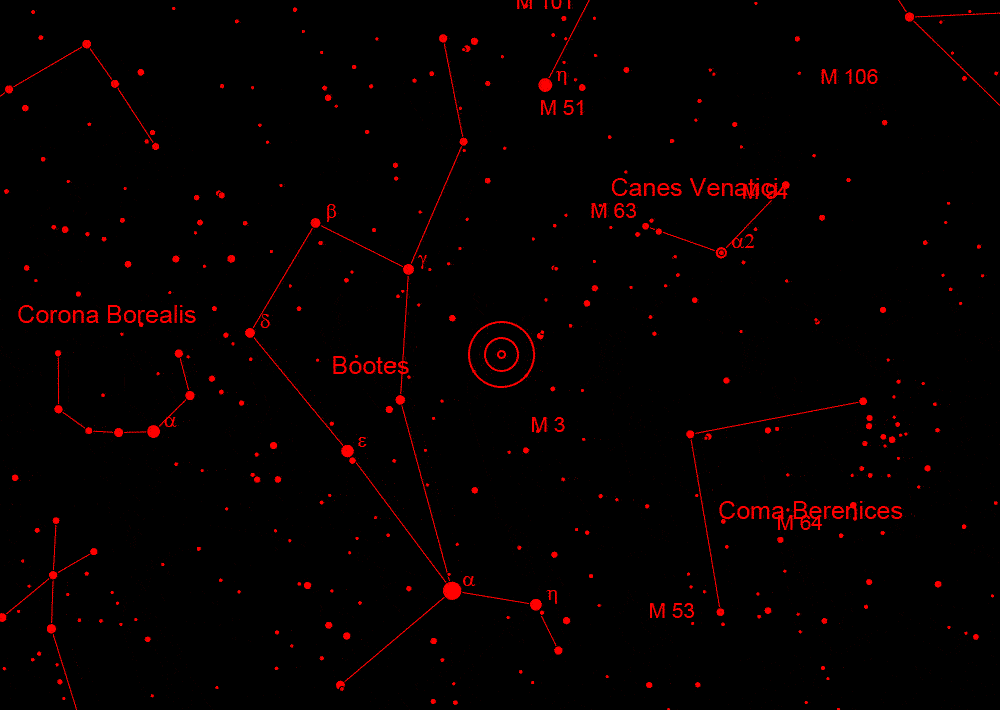 M 101
η
M 106
M 51
Canes Venatici
M 94
M 63
β
α2
γ
Corona Borealis
δ
Bootes
α
M 3
ε
Coma Berenices
M 64
α
η
M 53